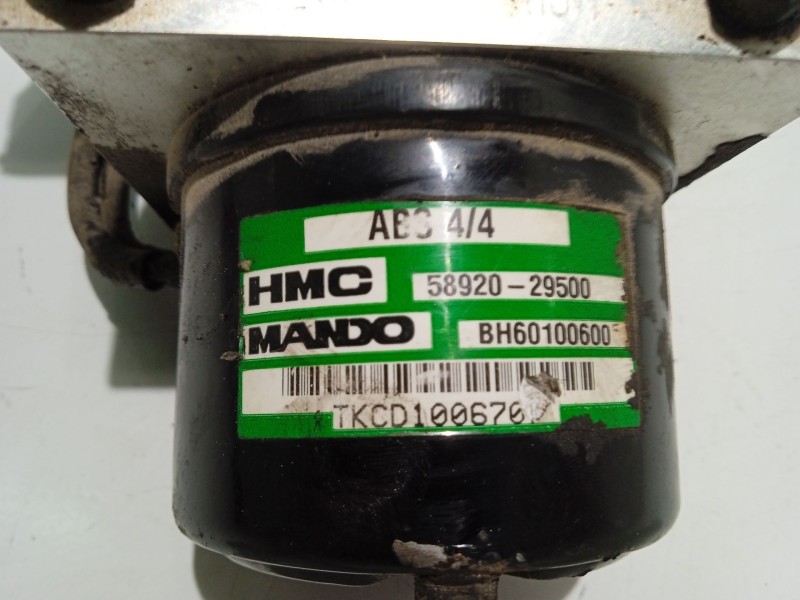 ABS 4/4
HMC 58920-29500
MANDO BH60100600
TKCD100670